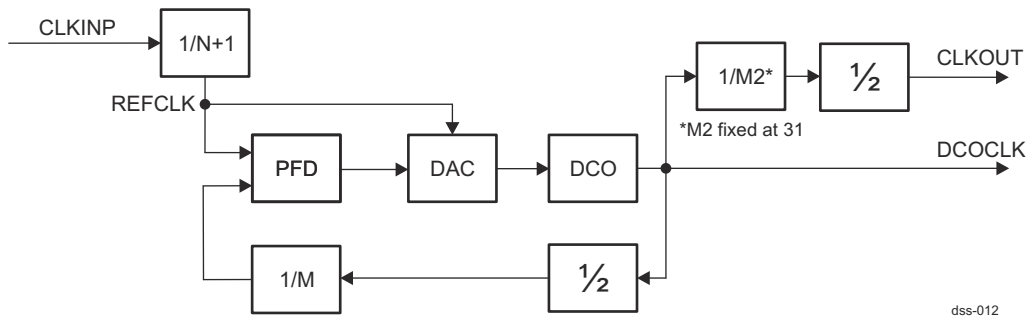 CLKINP
1/N+1
REFCLK
PFD
DAC
DCO
1/M2*
½
CLKOUT
*M2 fixed at 31
DCOCLK
1/M
½
dss-012